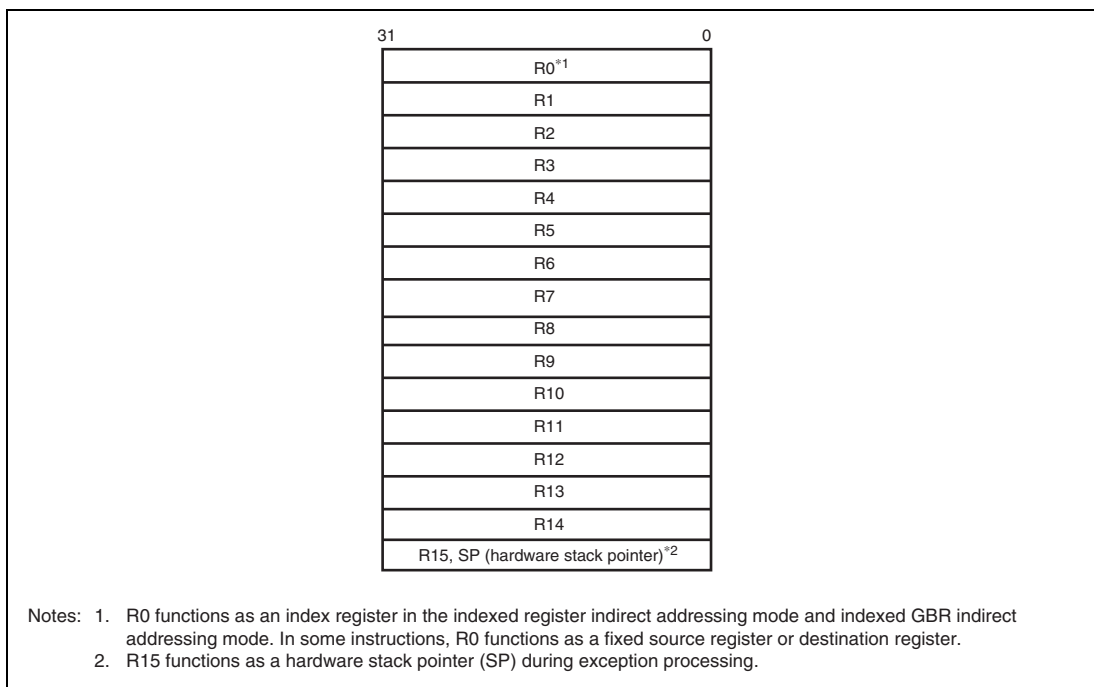 31 0
R0*1
R1
R2
R3
R4
R5
R6
R7
R8
R9
R10
R11
R12
R13
R14
R15, SP (hardware stack pointer)*2
Notes: 1. R0 functions as an index register in the indexed register indirect addressing mode and indexed GBR indirect
addressing mode. In some instructions, R0 functions as a fixed source register or destination register.
2. R15 functions as a hardware stack pointer (SP) during exception processing.